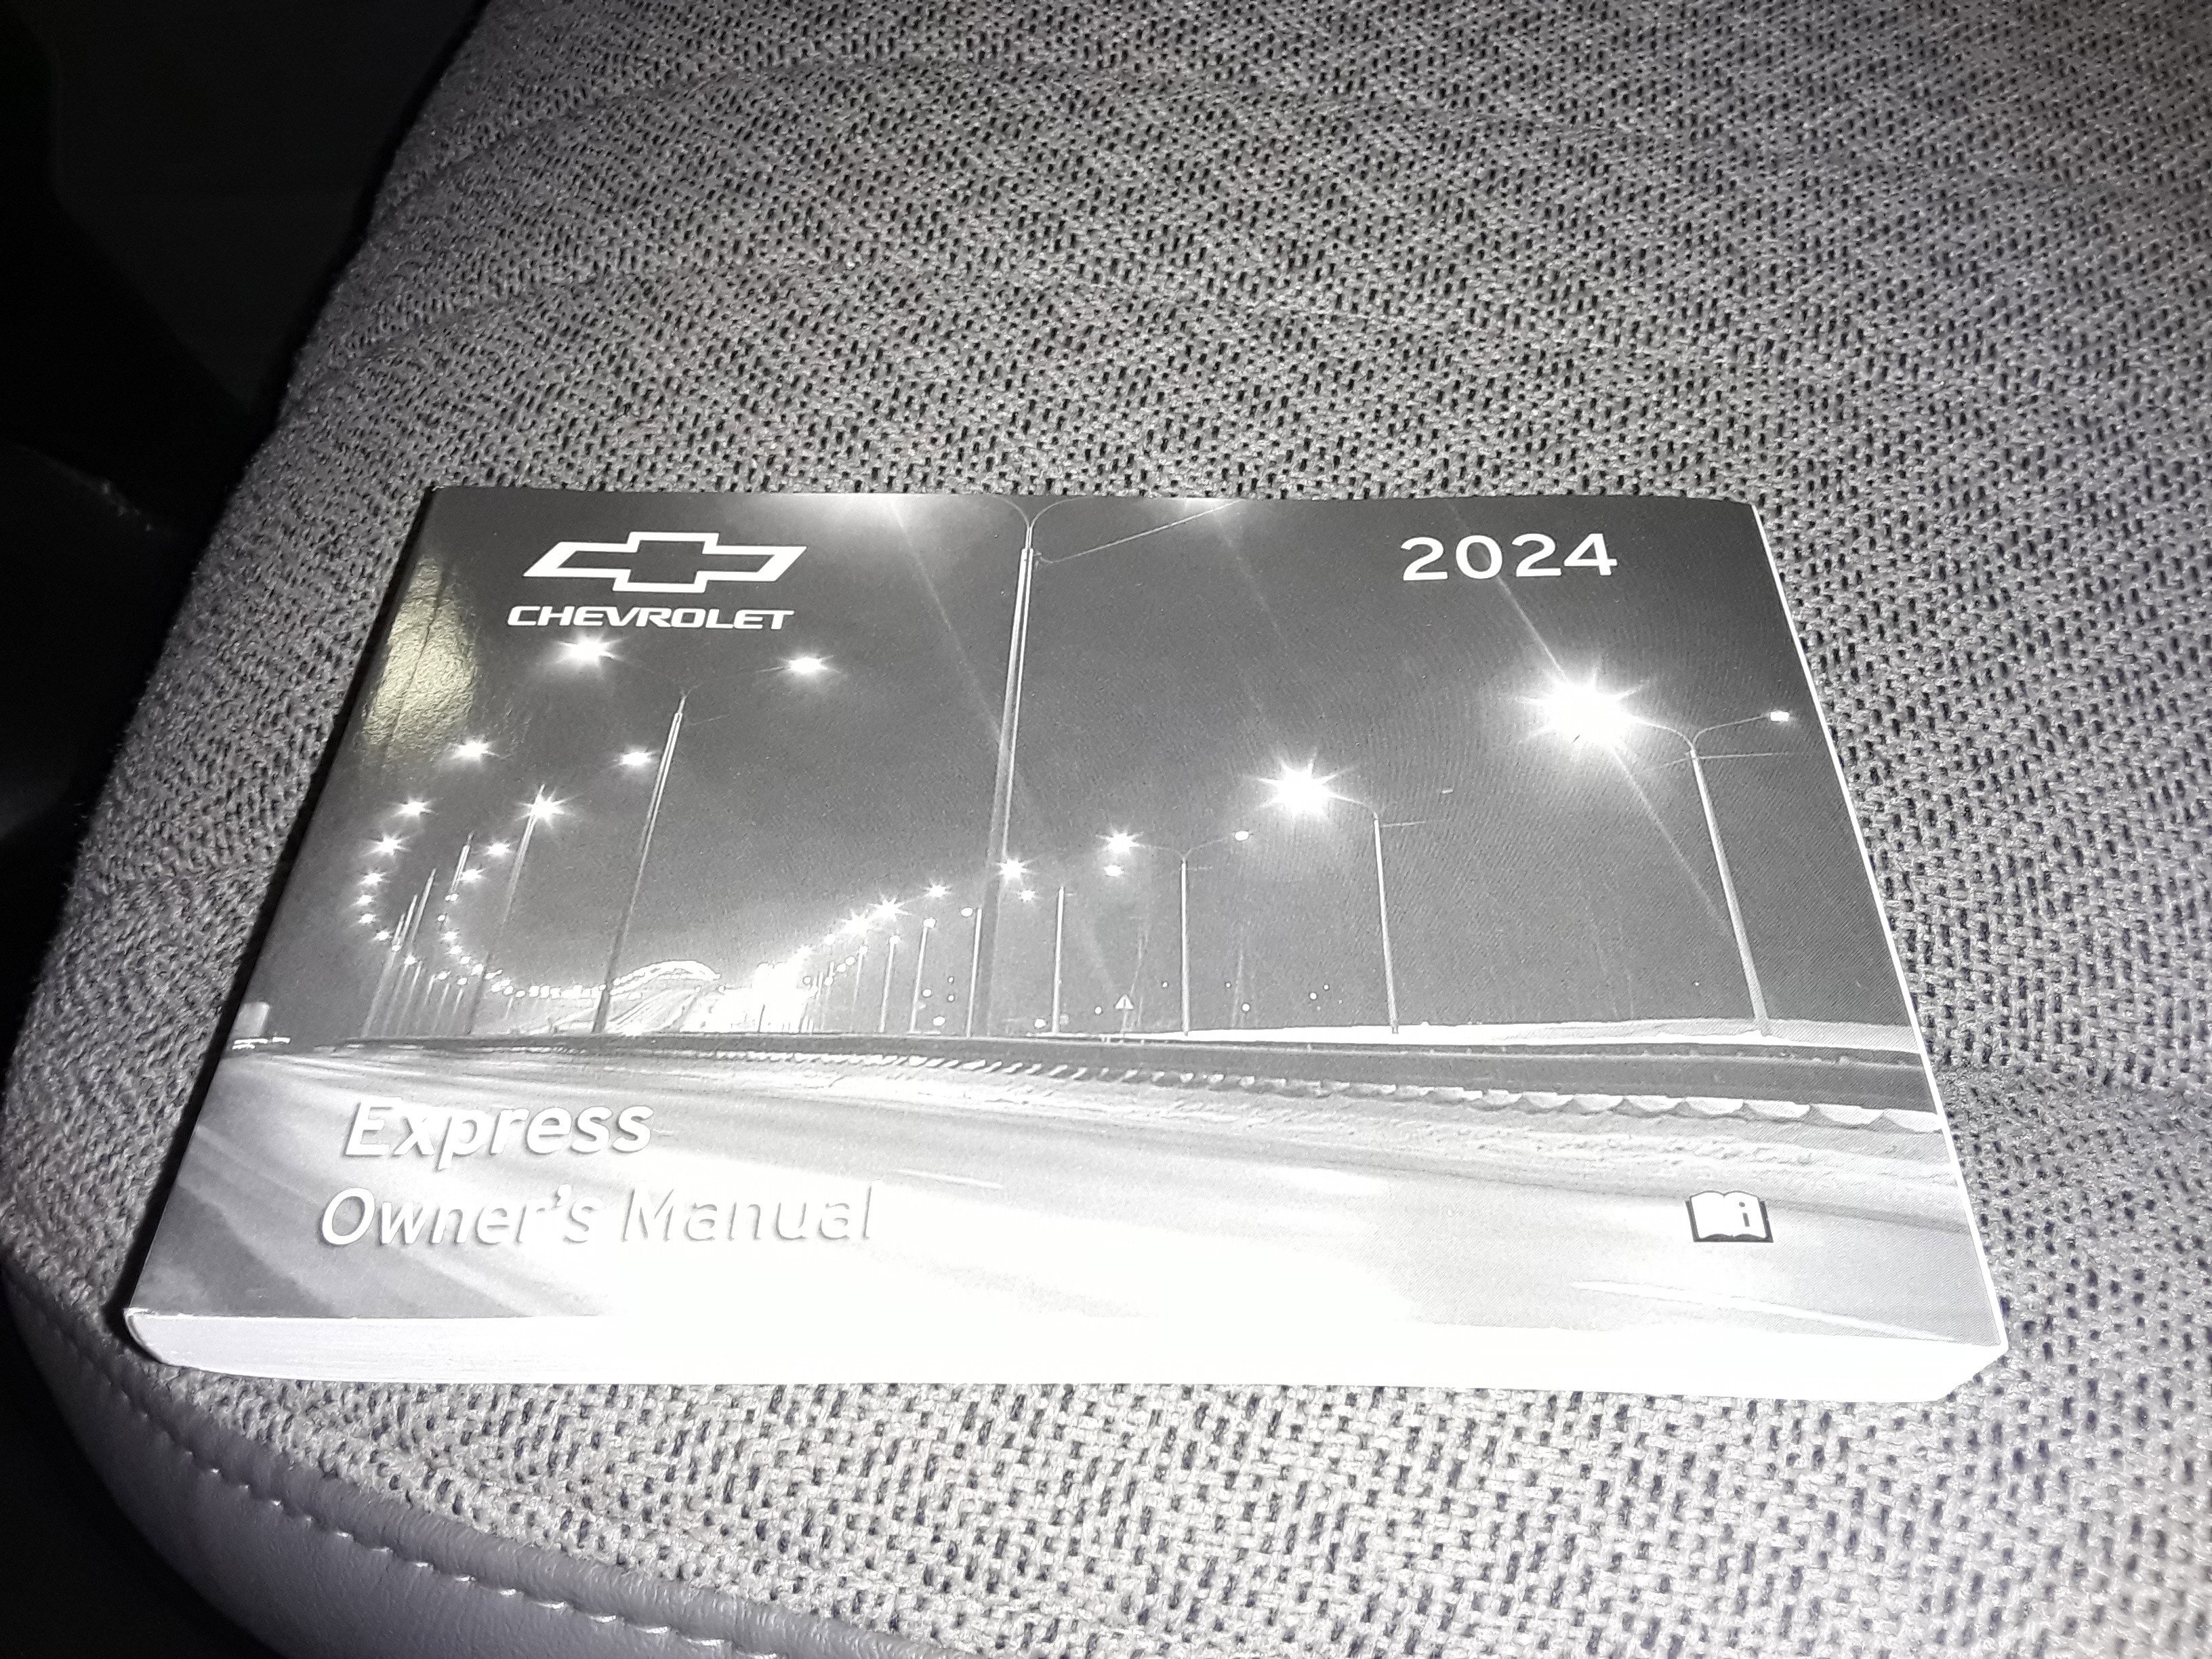 CHEVROLET
2024
Express
Owner's Manual
i